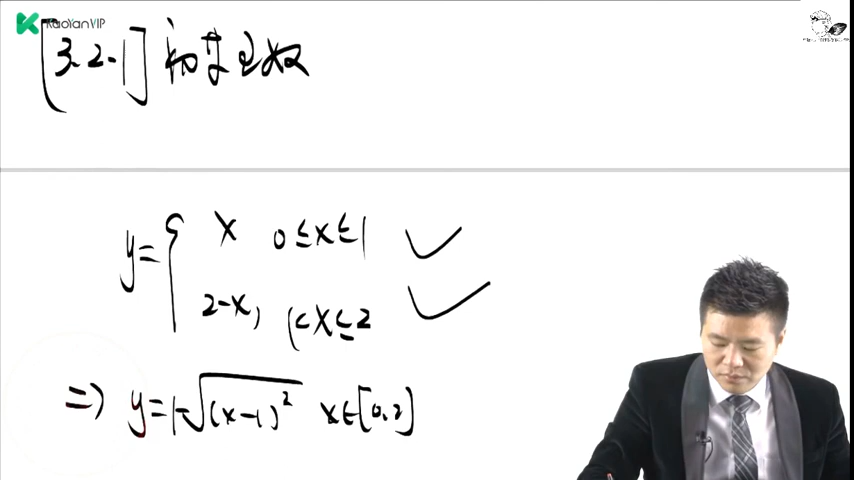 KaoYanVIP
[3.2-1] 初等函数
y={ x 0≤x≤1
2-x, 1<x≤2
=> y=1-√(x-1)² x∈[0,2]